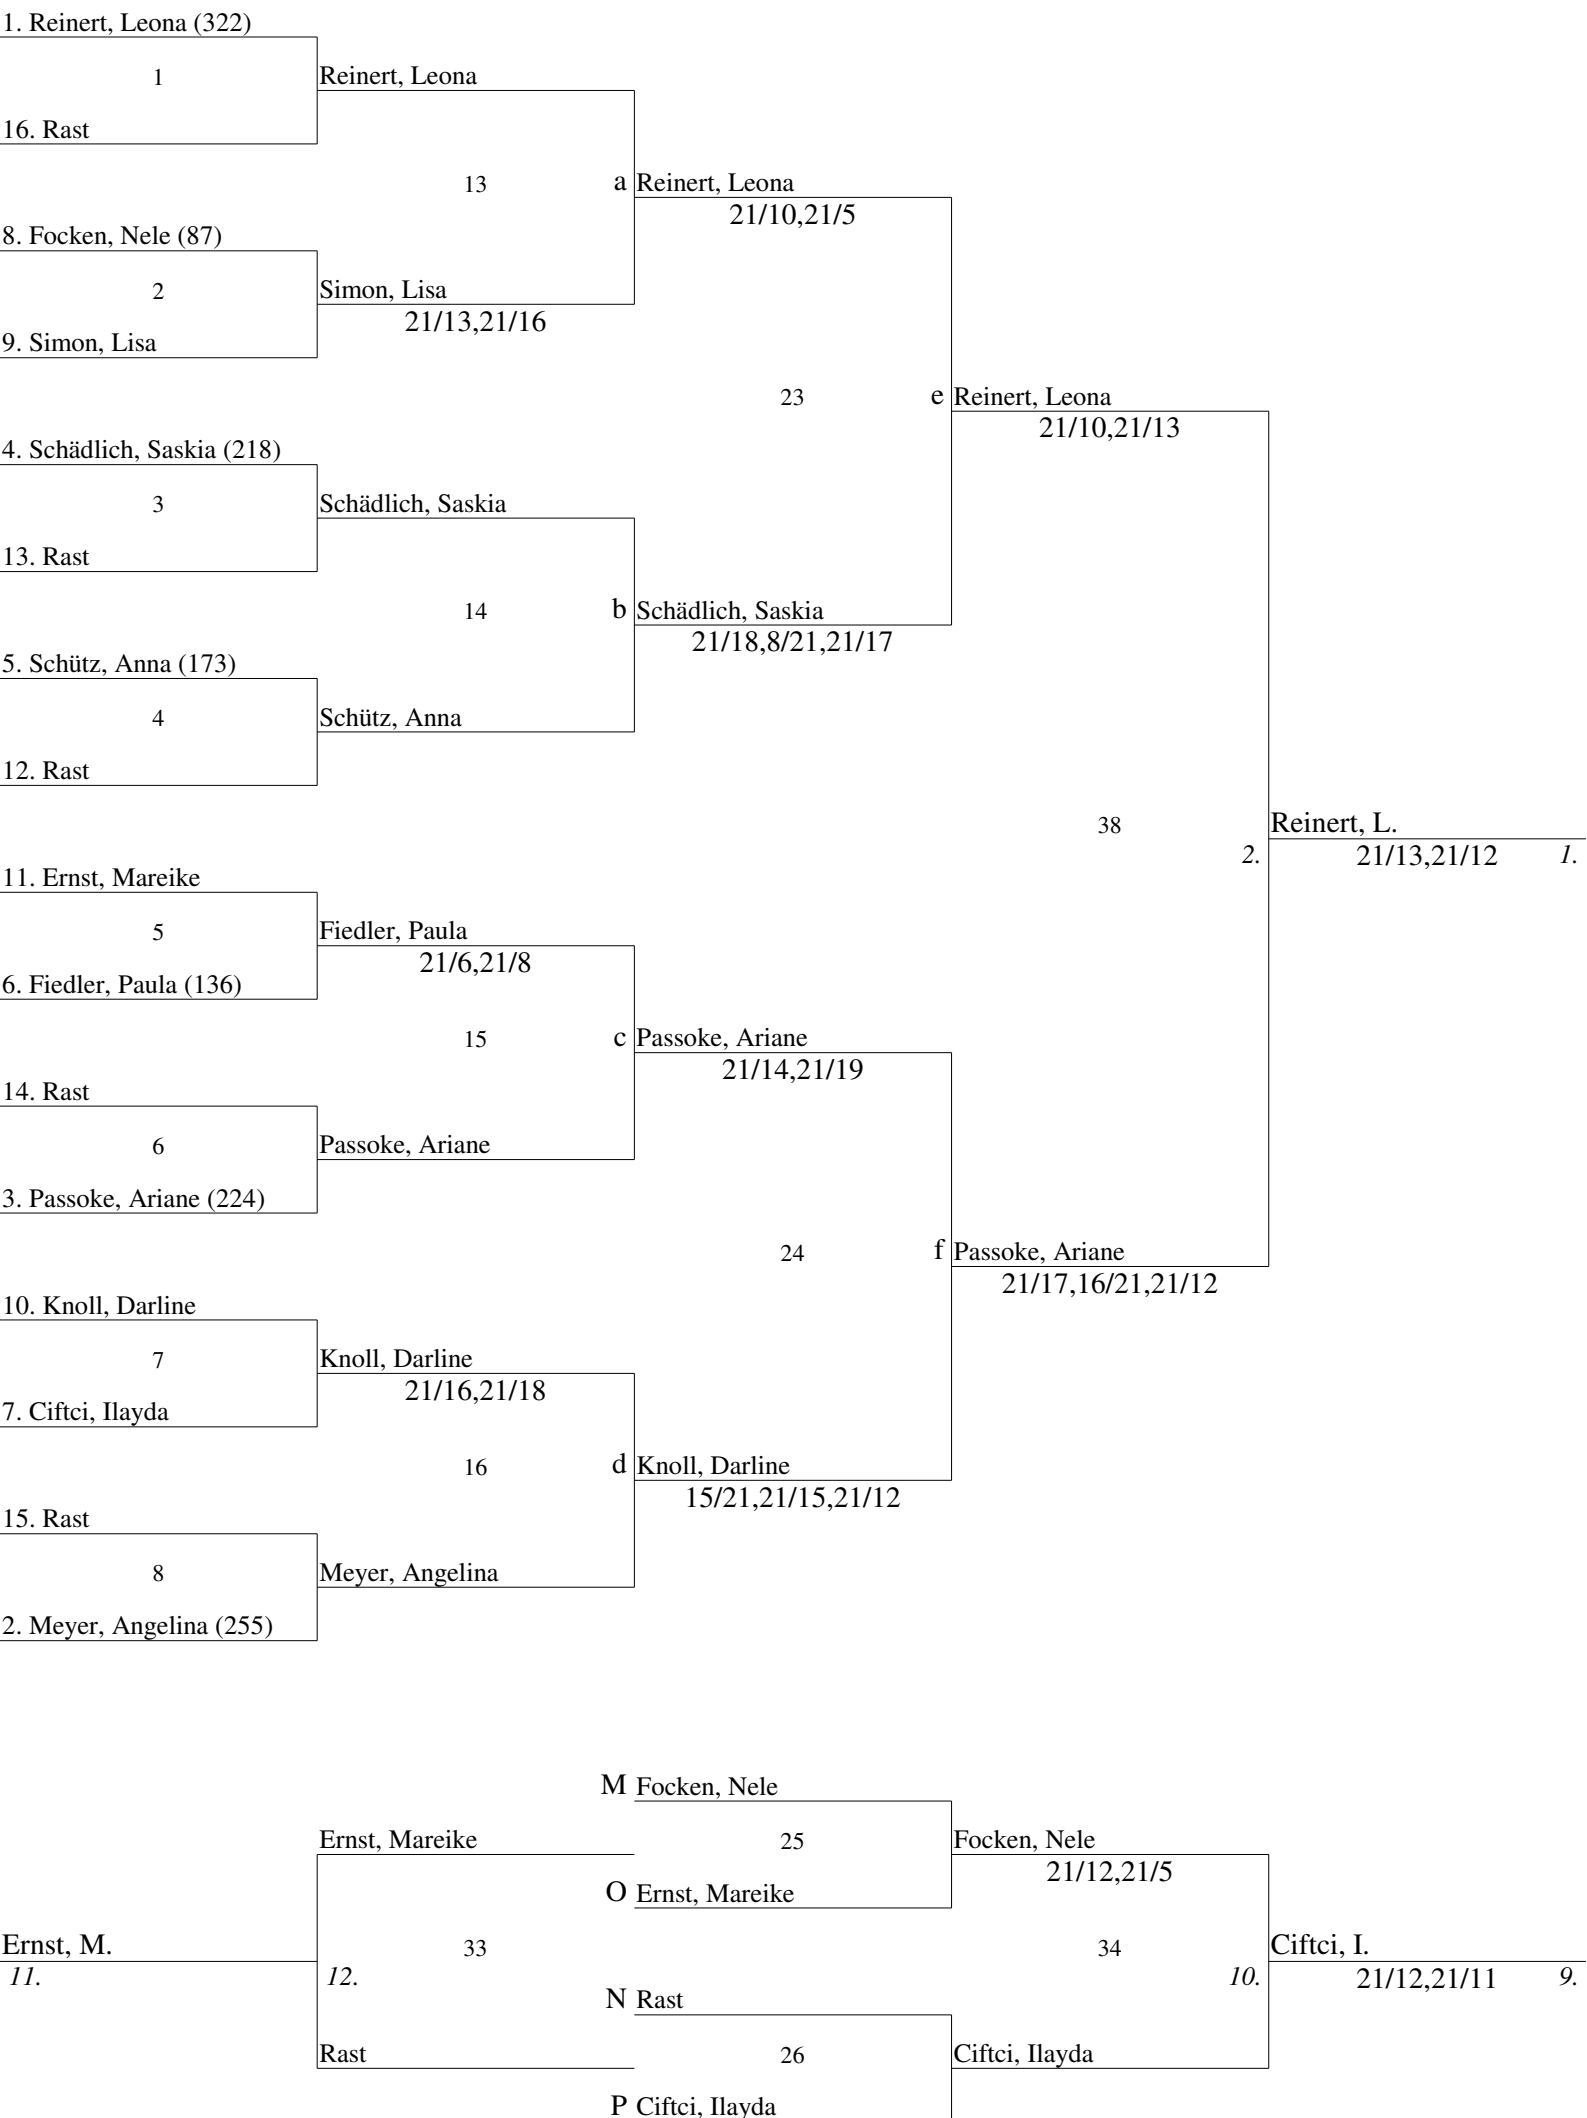 1. Reinert, Leona (322)
1
Reinert, Leona
16. Rast
13
a Reinert, Leona
21/10,21/5
8. Focken, Nele (87)
2
Simon, Lisa
21/13,21/16
9. Simon, Lisa
23
e Reinert, Leona
21/10,21/13
4. Schädlich, Saskia (218)
3
Schädlich, Saskia
13. Rast
14
b Schädlich, Saskia
21/18,8/21,21/17
5. Schütz, Anna (173)
4
Schütz, Anna
12. Rast
38
Reinert, L.
2.
21/13,21/12
1.
11. Ernst, Mareike
5
Fiedler, Paula
21/6,21/8
6. Fiedler, Paula (136)
15
c Passoke, Ariane
21/14,21/19
14. Rast
6
Passoke, Ariane
3. Passoke, Ariane (224)
24
f Passoke, Ariane
21/17,16/21,21/12
10. Knoll, Darline
7
Knoll, Darline
21/16,21/18
7. Ciftci, Ilayda
16
d Knoll, Darline
15/21,21/15,21/12
15. Rast
8
Meyer, Angelina
2. Meyer, Angelina (255)
M Focken, Nele
Ernst, Mareike
25
Focken, Nele
21/12,21/5
O Ernst, Mareike
Ernst, M.
33
34
Ciftci, I.
11.
12.
10.
21/12,21/11
9.
N Rast
Rast
26
Ciftci, Ilayda
P Ciftci, Ilayda